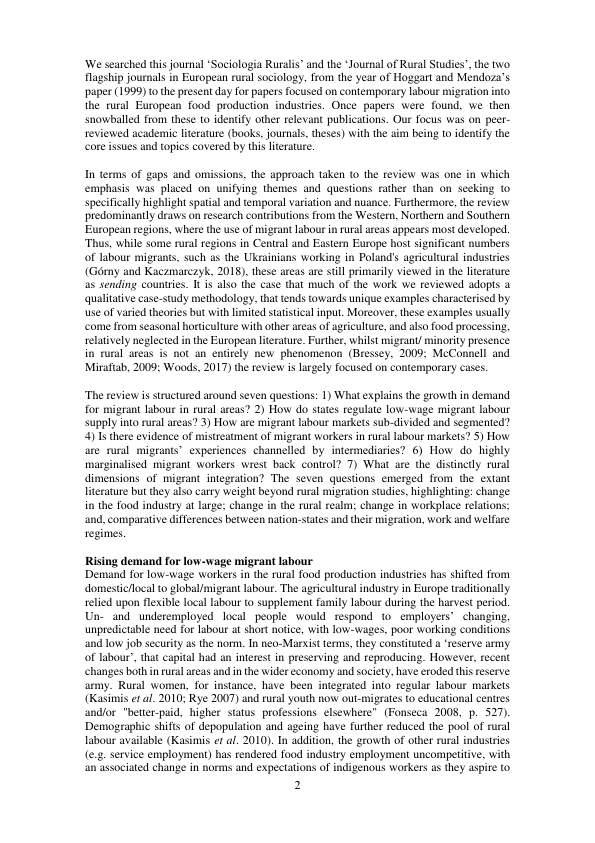 We searched this journal ‘Sociologia Ruralis’ and the ‘Journal of Rural Studies’, the two
flagship journals in European rural sociology, from the year of Hoggart and Mendoza’s
paper (1999) to the present day for papers focused on contemporary labour migration into
the rural European food production industries. Once papers were found, we then
snowballed from these to identify other relevant publications. Our focus was on peer-
reviewed academic literature (books, journals, theses) with the aim being to identify the
core issues and topics covered by this literature.
In terms of gaps and omissions, the approach taken to the review was one in which
emphasis was placed on unifying themes and questions rather than on seeking to
specifically highlight spatial and temporal variation and nuance. Furthermore, the review
predominantly draws on research contributions from the Western, Northern and Southern
European regions, where the use of migrant labour in rural areas appears most developed.
Thus, while some rural regions in Central and Eastern Europe host significant numbers
of labour migrants, such as the Ukrainians working in Poland's agricultural industries
(Górny and Kaczmarczyk, 2018), these areas are still primarily viewed in the literature
as sending countries. It is also the case that much of the work we reviewed adopts a
qualitative case-study methodology, that tends towards unique examples characterised by
use of varied theories but with limited statistical input. Moreover, these examples usually
come from seasonal horticulture with other areas of agriculture, and also food processing,
relatively neglected in the European literature. Further, whilst migrant/ minority presence
in rural areas is not an entirely new phenomenon (Bressey, 2009; McConnell and
Miraftab, 2009; Woods, 2017) the review is largely focused on contemporary cases.
The review is structured around seven questions: 1) What explains the growth in demand
for migrant labour in rural areas? 2) How do states regulate low-wage migrant labour
supply into rural areas? 3) How are migrant labour markets sub-divided and segmented?
4) Is there evidence of mistreatment of migrant workers in rural labour markets? 5) How
are rural migrants’ experiences channelled by intermediaries? 6) How do highly
marginalised migrant workers wrest back control? 7) What are the distinctly rural
dimensions of migrant integration? The seven questions emerged from the extant
literature but they also carry weight beyond rural migration studies, highlighting: change
in the food industry at large; change in the rural realm; change in workplace relations;
and, comparative differences between nation-states and their migration, work and welfare
regimes.
Rising demand for low-wage migrant labour
Demand for low-wage workers in the rural food production industries has shifted from
domestic/local to global/migrant labour. The agricultural industry in Europe traditionally
relied upon flexible local labour to supplement family labour during the harvest period.
Un- and underemployed local people would respond to employers’ changing,
unpredictable need for labour at short notice, with low-wages, poor working conditions
and low job security as the norm. In neo-Marxist terms, they constituted a ‘reserve army
of labour’, that capital had an interest in preserving and reproducing. However, recent
changes both in rural areas and in the wider economy and society, have eroded this reserve
army. Rural women, for instance, have been integrated into regular labour markets
(Kasimis et al. 2010; Rye 2007) and rural youth now out-migrates to educational centres
and/or "better-paid, higher status professions elsewhere" (Fonseca 2008, p. 527).
Demographic shifts of depopulation and ageing have further reduced the pool of rural
labour available (Kasimis et al. 2010). In addition, the growth of other rural industries
(e.g. service employment) has rendered food industry employment uncompetitive, with
an associated change in norms and expectations of indigenous workers as they aspire to
2